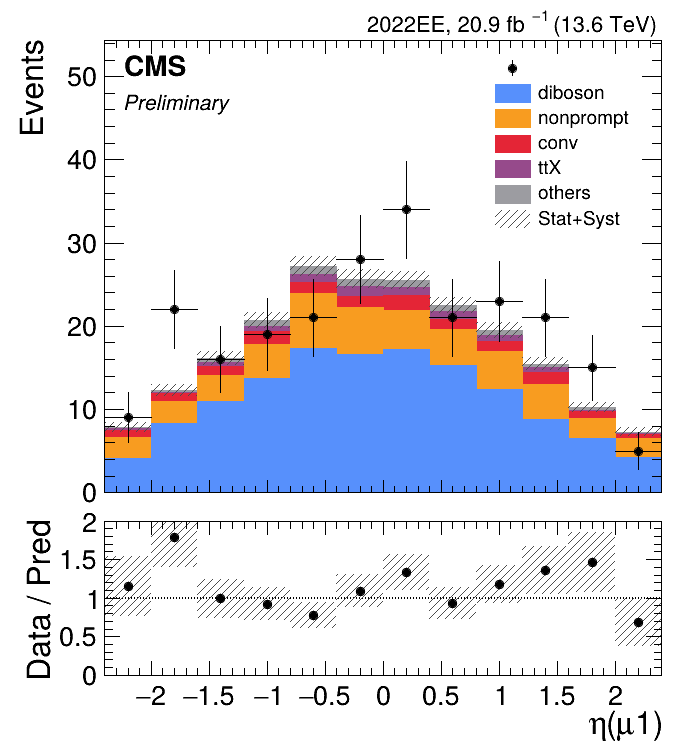 2022EE, 20.9 fb⁻¹ (13.6 TeV)
Events
CMS
Preliminary
diboson
nonprompt
conv
ttX
others
Stat+Syst
50
40
30
20
10
0
Data / Pred
2
1.5
1
0.5
0
−2 −1.5 −1 −0.5 0 0.5 1 1.5 2
η(μ1)